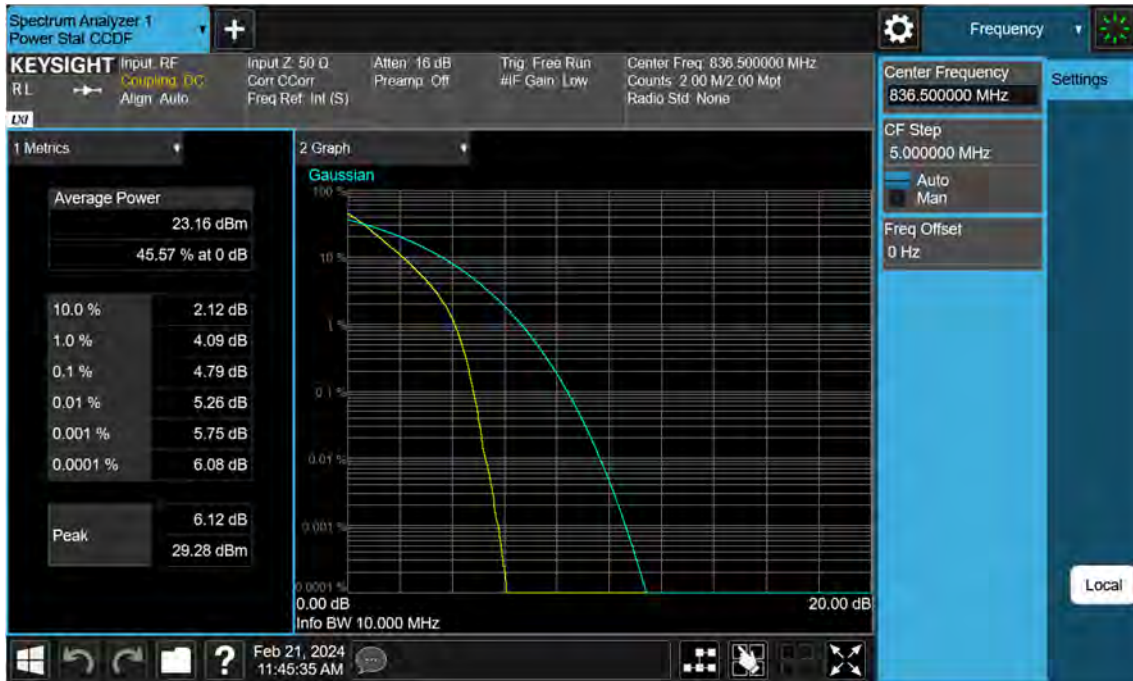 Spectrum Analyzer 1
Power Stat CCDF
+
Frequency
KEYSIGHT
RL
LXI
Input: RF
Coupling: DC
Align: Auto
Input Z: 50 Ω
Corr CCorr
Freq Ref: Int (S)
Atten: 16 dB
Preamp: Off
Trig: Free Run
#IF Gain: Low
Center Freq: 836.500000 MHz
Counts: 2.00 M/2.00 Mpt
Radio Std: None
Center Frequency
836.500000 MHz
Settings
CF Step
5.000000 MHz
Auto
Man
Freq Offset
0 Hz
Local
1 Metrics
Average Power
23.16 dBm
45.57 % at 0 dB
10.0 % 2.12 dB
1.0 % 4.09 dB
0.1 % 4.79 dB
0.01 % 5.26 dB
0.001 % 5.75 dB
0.0001 % 6.08 dB
Peak
6.12 dB
29.28 dBm
2 Graph
Gaussian
100 %
10 %
1 %
0.1 %
0.01 %
0.001 %
0.0001 %
0.00 dB 20.00 dB
Info BW 10.000 MHz
?
Feb 21, 2024
11:45:35 AM